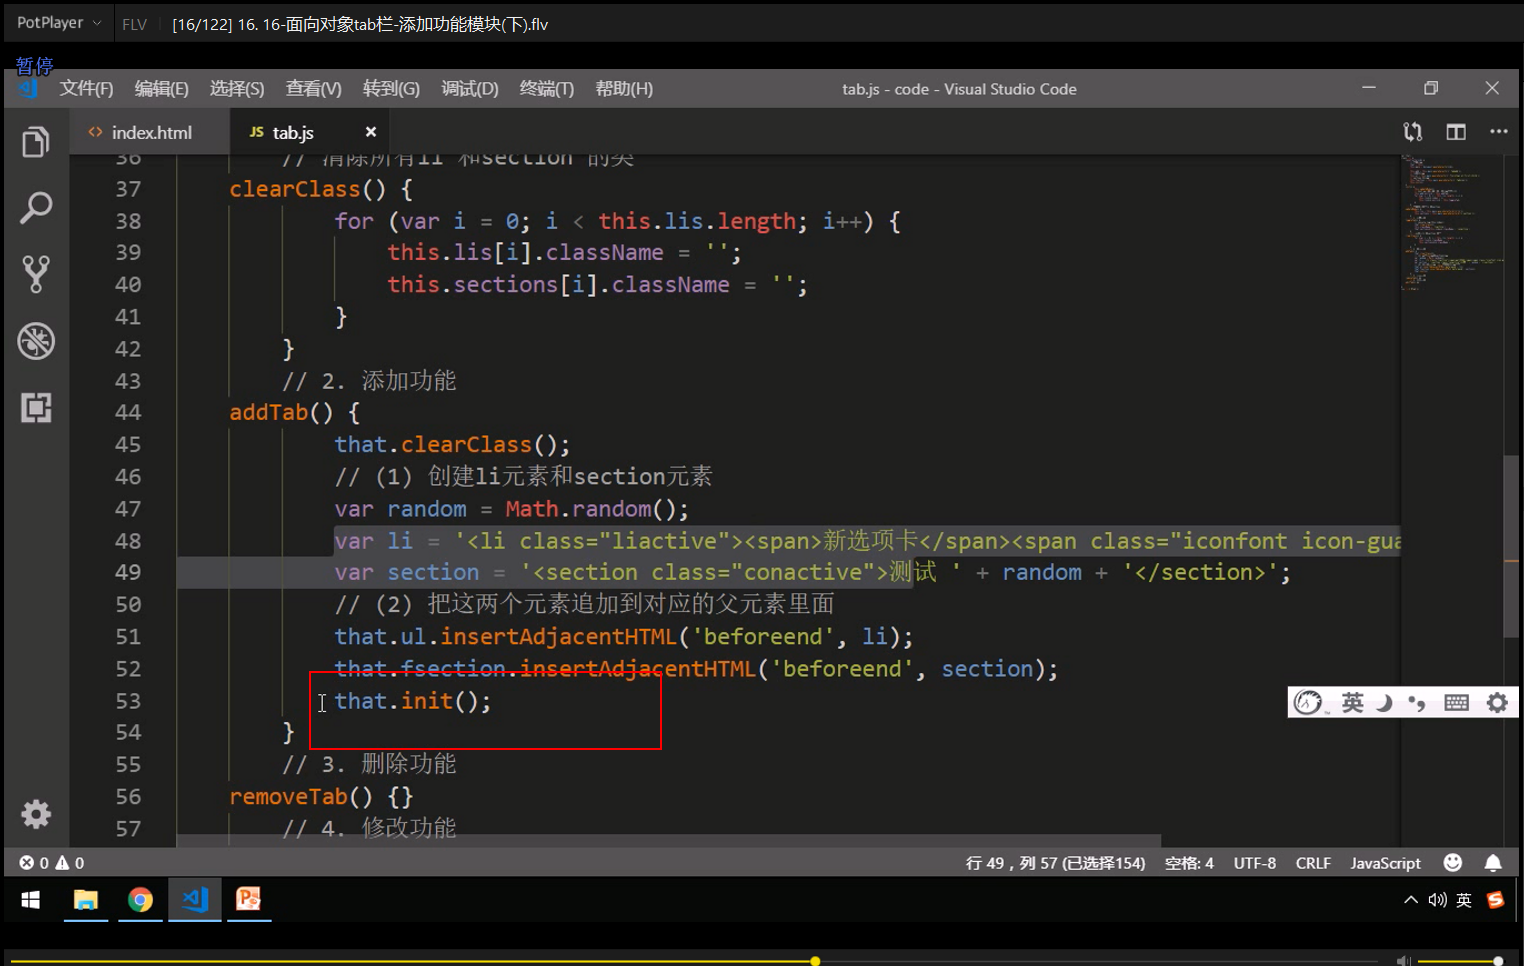 PotPlayer FLV [16/122] 16. 16-面向对象tab栏-添加功能模块(下).flv
暂停
文件(F) 编辑(E) 选择(S) 查看(V) 转到(G) 调试(D) 终端(T) 帮助(H) tab.js - code - Visual Studio Code
<> index.html JS tab.js
36 // 清除所有li 和section 的类
37 clearClass() {
38 for (var i = 0; i < this.lis.length; i++) {
39 this.lis[i].className = '';
40 this.sections[i].className = '';
41 }
42 }
43 // 2. 添加功能
44 addTab() {
45 that.clearClass();
46 // (1) 创建li元素和section元素
47 var random = Math.random();
48 var li = '<li class="liactive"><span>新选项卡</span><span class="iconfont icon-gua
49 var section = '<section class="conactive">测试 ' + random + '</section>';
50 // (2) 把这两个元素追加到对应的父元素里面
51 that.ul.insertAdjacentHTML('beforeend', li);
52 that.fsection.insertAdjacentHTML('beforeend', section);
53 that.init();
54 }
55 // 3. 删除功能
56 removeTab() {}
57 // 4. 修改功能
英
0 0 行 49，列 57 (已选择154) 空格: 4 UTF-8 CRLF JavaScript
英